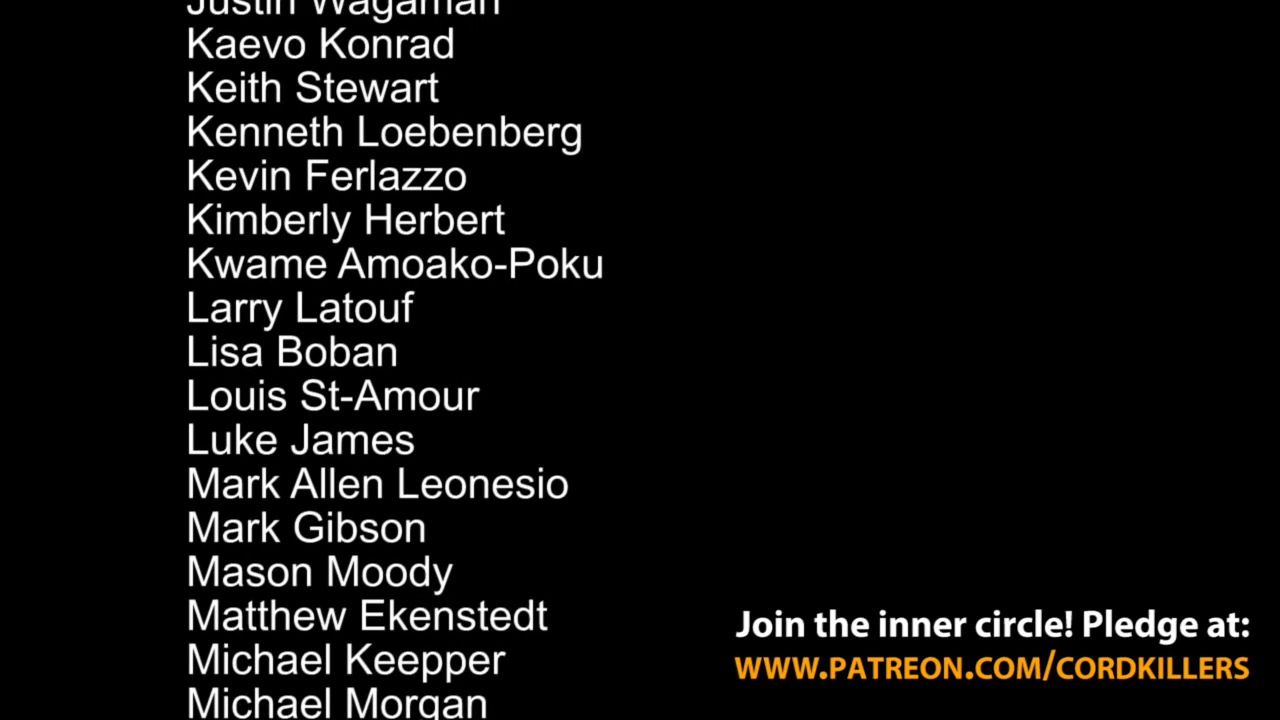 Justin Wagaman
Kaevo Konrad
Keith Stewart
Kenneth Loebenberg
Kevin Ferlazzo
Kimberly Herbert
Kwame Amoako-Poku
Larry Latouf
Lisa Boban
Louis St-Amour
Luke James
Mark Allen Leonesio
Mark Gibson
Mason Moody
Matthew Ekenstedt
Michael Keepper
Michael Morgan
Join the inner circle! Pledge at:
WWW.PATREON.COM/CORDKILLERS